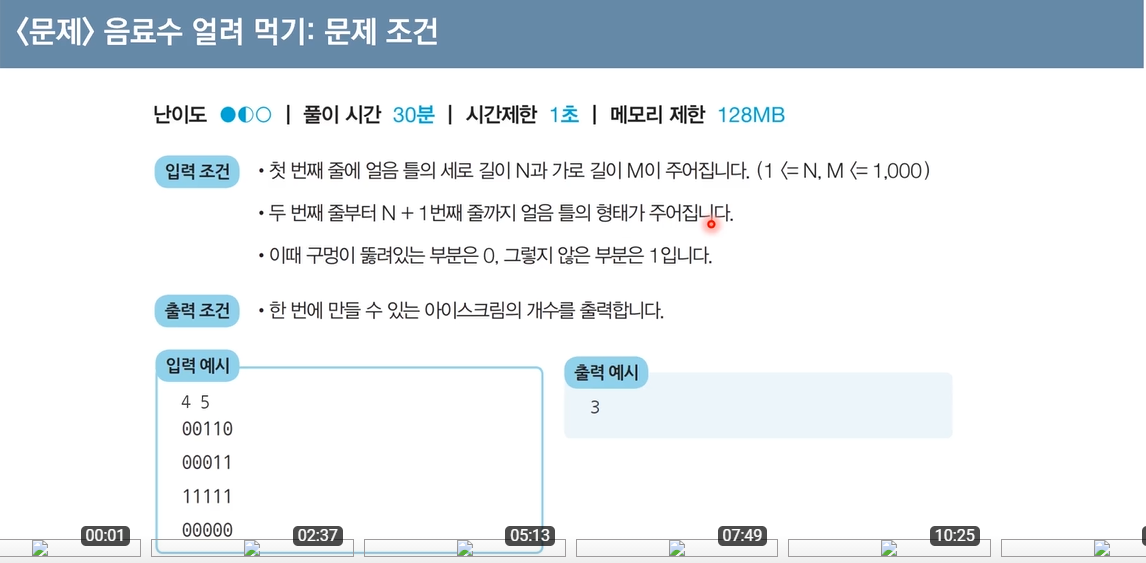 〈문제〉 음료수 얼려 먹기: 문제 조건
난이도 ●◐○ | 풀이 시간 30분 | 시간제한 1초 | 메모리 제한 128MB
입력 조건 • 첫 번째 줄에 얼음 틀의 세로 길이 N과 가로 길이 M이 주어집니다. (1 <= N, M <= 1,000)
• 두 번째 줄부터 N + 1번째 줄까지 얼음 틀의 형태가 주어집니다.
• 이때 구멍이 뚫려있는 부분은 0, 그렇지 않은 부분은 1입니다.
출력 조건 • 한 번에 만들 수 있는 아이스크림의 개수를 출력합니다.
입력 예시
4 5
00110
00011
11111
00000
출력 예시
3
00:01 02:37 05:13 07:49 10:25